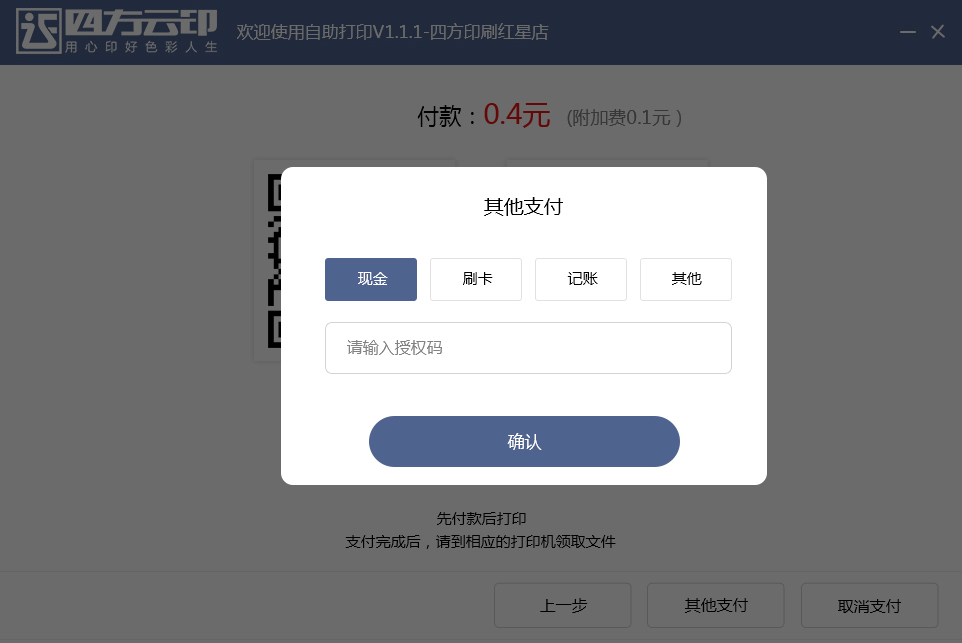 四方云印
用心印好色彩人生
欢迎使用自助打印V1.1.1-四方印刷红星店
付款：0.4元 (附加费0.1元 )
其他支付
现金 刷卡 记账 其他
请输入授权码
确认
先付款后打印
支付完成后，请到相应的打印机领取文件
上一步 其他支付 取消支付